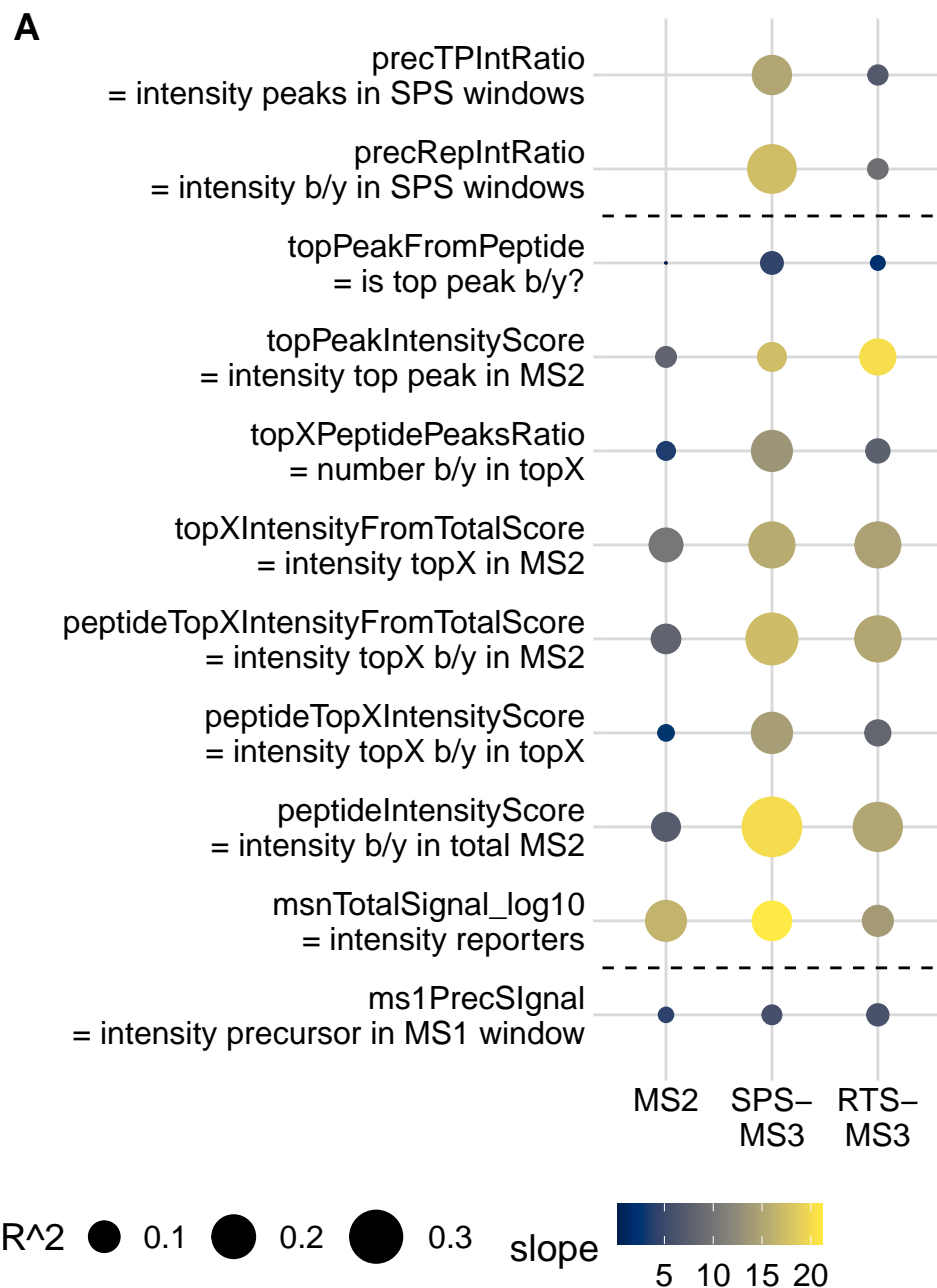 A
precTPIntRatio
= intensity peaks in SPS windows
precRepIntRatio
= intensity b/y in SPS windows
topPeakFromPeptide
= is top peak b/y?
topPeakIntensityScore
= intensity top peak in MS2
topXPeptidePeaksRatio
= number b/y in topX
topXIntensityFromTotalScore
= intensity topX in MS2
peptideTopXIntensityFromTotalScore
= intensity topX b/y in MS2
peptideTopXIntensityScore
= intensity topX b/y in topX
peptideIntensityScore
= intensity b/y in total MS2
msnTotalSignal_log10
= intensity reporters
ms1PrecSIgnal
= intensity precursor in MS1 window
MS2 SPS− RTS−
MS3 MS3
R^2 0.1 0.2 0.3 slope
5 10 15 20